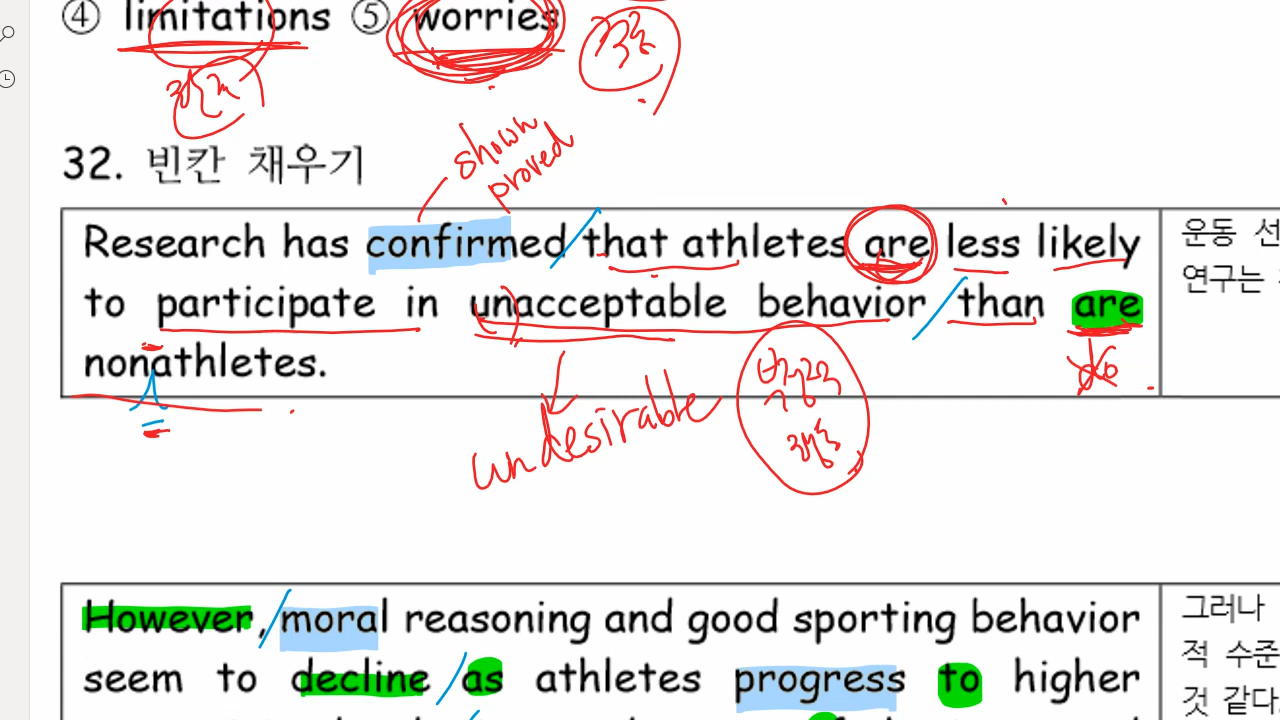 ④ limitations ⑤ worries
32. 빈칸 채우기
shown
proved
Research has confirmed that athletes are less likely
to participate in unacceptable behavior than are
nonathletes.
do
undesirable
운동 선
연구는
However, moral reasoning and good sporting behavior
seem to decline as athletes progress to higher
그러나
적 수준
것 같다.